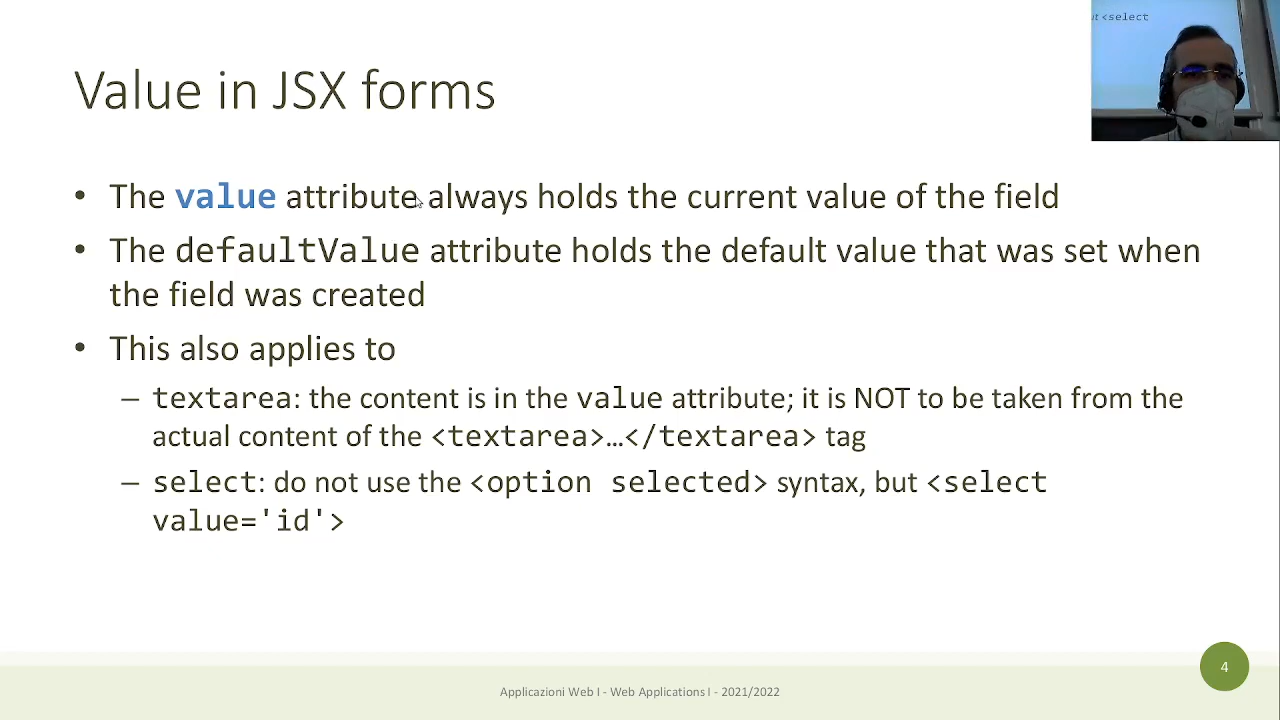 ut <select
Value in JSX forms
• The value attribute always holds the current value of the field
• The defaultValue attribute holds the default value that was set when
the field was created
• This also applies to
– textarea: the content is in the value attribute; it is NOT to be taken from the
actual content of the <textarea>…</textarea> tag
– select: do not use the <option selected> syntax, but <select
value='id'>
4
Applicazioni Web I - Web Applications I - 2021/2022